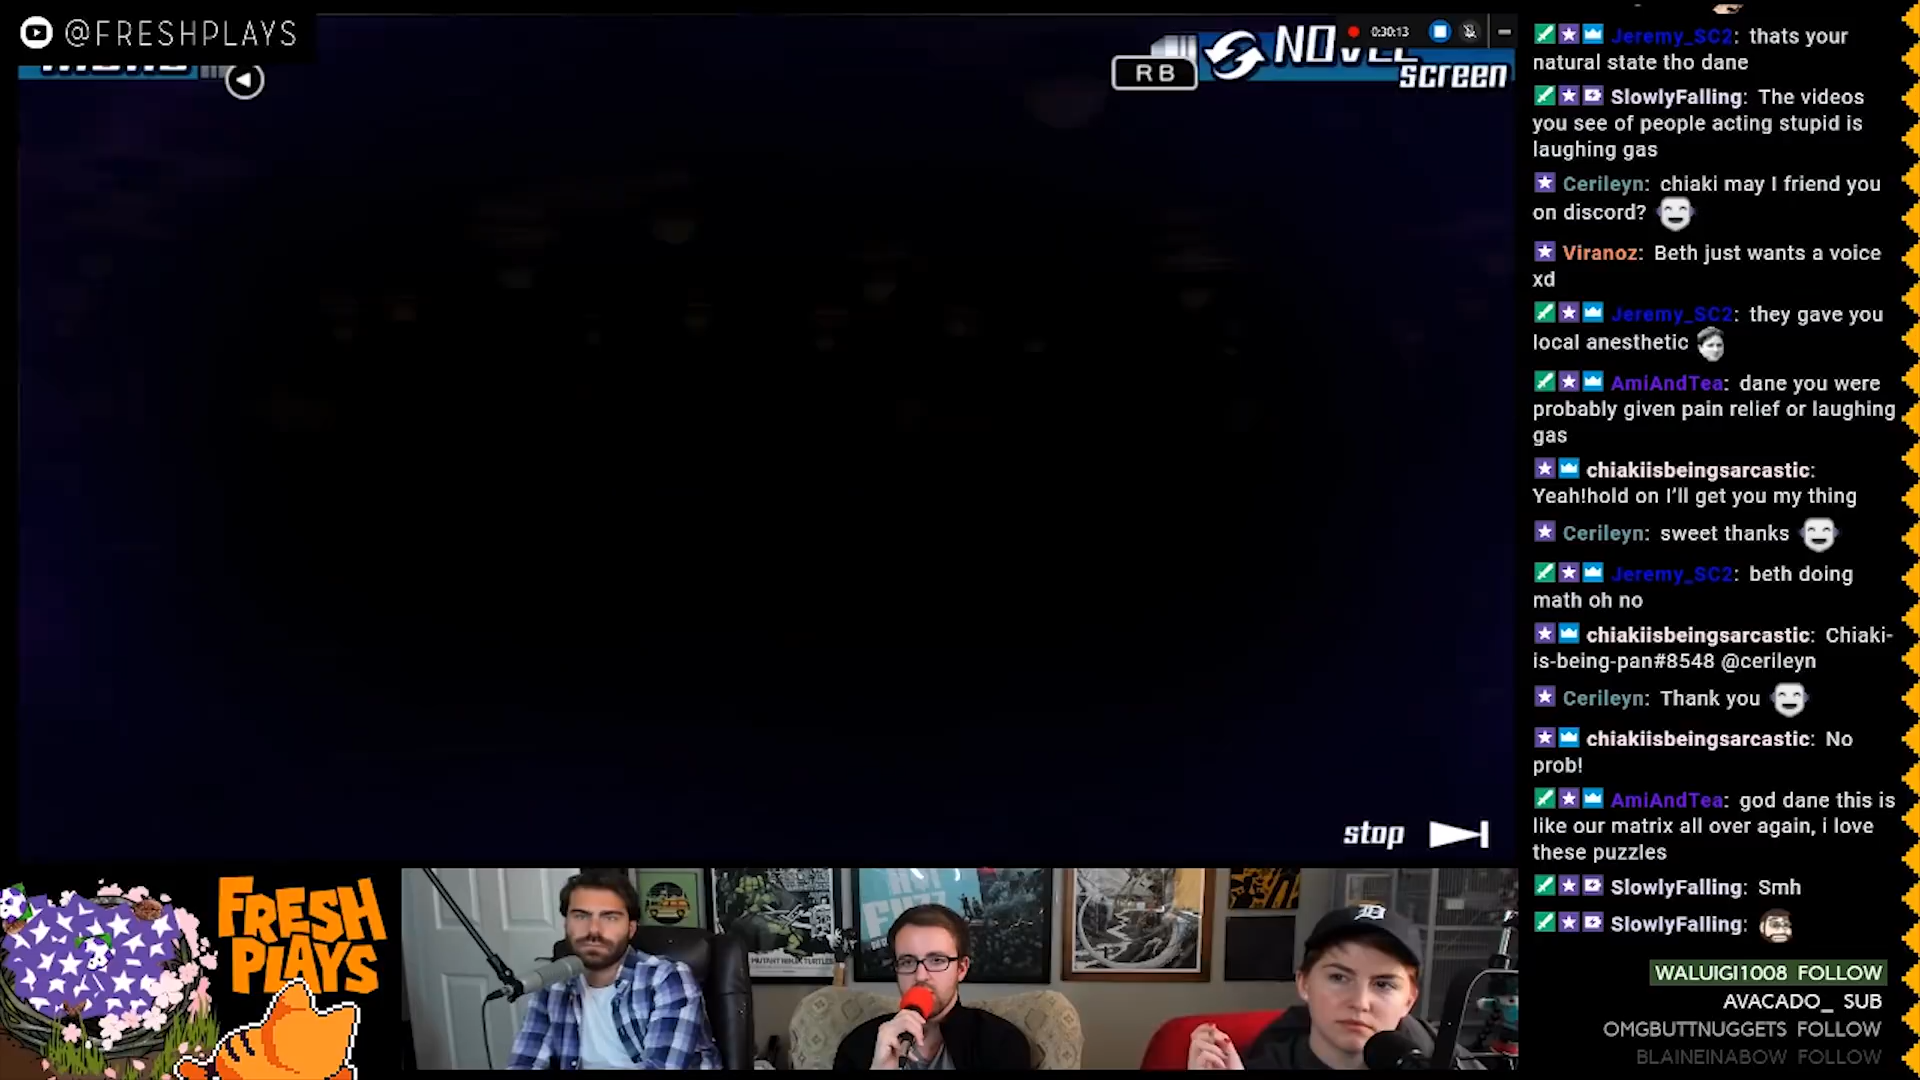 @FRESHPLAYS
0:30:13
RB
NOVEL
screen
stop
Jeremy_SC2: thats your
natural state tho dane
SlowlyFalling: The videos
you see of people acting stupid is
laughing gas
Cerileyn: chiaki may I friend you
on discord?
Viranoz: Beth just wants a voice
xd
Jeremy_SC2: they gave you
local anesthetic
AmiAndTea: dane you were
probably given pain relief or laughing
gas
chiakiisbeingsarcastic:
Yeah!hold on I'll get you my thing
Cerileyn: sweet thanks
Jeremy_SC2: beth doing
math oh no
chiakiisbeingsarcastic: Chiaki-
is-being-pan#8548 @cerileyn
Cerileyn: Thank you
chiakiisbeingsarcastic: No
prob!
AmiAndTea: god dane this is
like our matrix all over again, i love
these puzzles
SlowlyFalling: Smh
SlowlyFalling:
WALUIGI1008 FOLLOW
AVACADO_ SUB
OMGBUTTNUGGETS FOLLOW
BLAINEINABOW FOLLOW
FRESH
PLAYS
MUTANT NINJA TURTLES
D